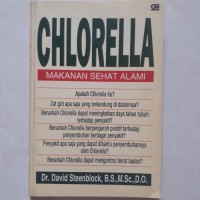 CHLORELLA
MAKANAN SEHAT ALAMI
Apakah Chlorella itu?
Zat gizi apa saja yang terkandung di dalamnya?
Benarkah Chlorella dapat meningkatkan daya tahan tubuh
terhadap penyakit?
Benarkah Chlorella berpengaruh positif terhadap
penyembuhan berbagai penyakit?
Penyakit apa saja yang dapat dibantu penyembuhannya
oleh Chlorella?
Benarkah Chlorella dapat mengontrol berat badan?
Dr. David Steenblock, B.S., M.Sc., D.O.